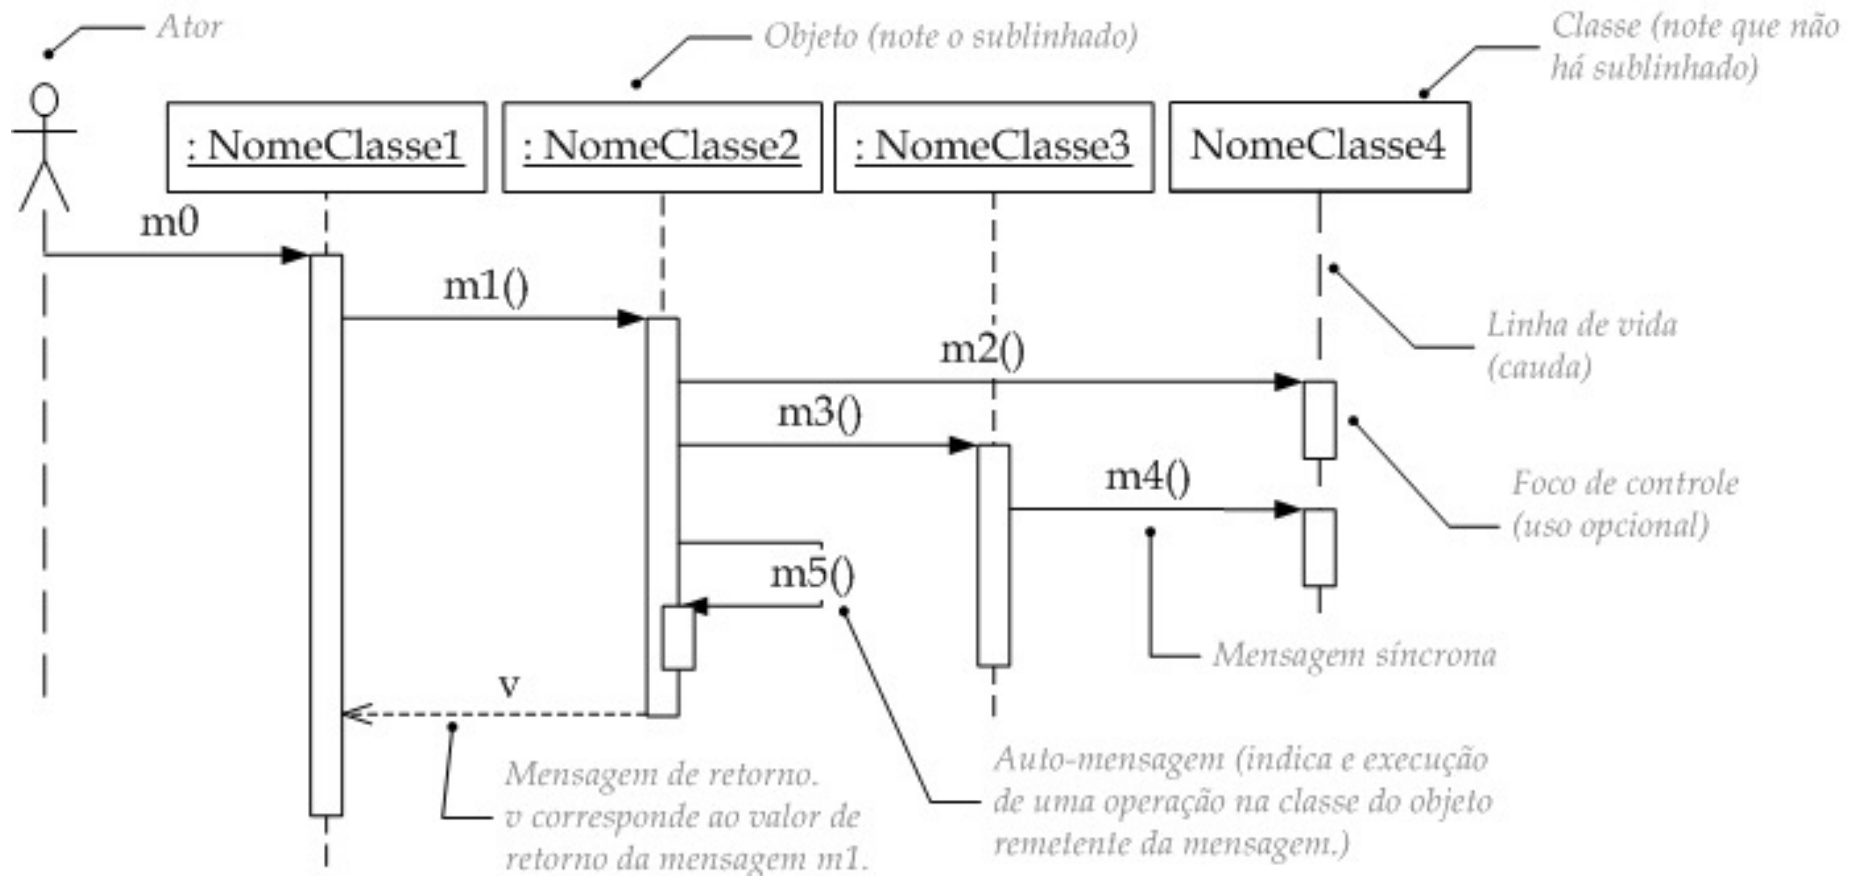 Ator
Objeto (note o sublinhado)
Classe (note que não
há sublinhado)
: NomeClasse1
: NomeClasse2
: NomeClasse3
NomeClasse4
m0
m1()
Linha de vida
(cauda)
m2()
m3()
m4()
Foco de controle
(uso opcional)
m5()
Mensagem síncrona
v
Mensagem de retorno.
v corresponde ao valor de
retorno da mensagem m1.
Auto-mensagem (indica e execução
de uma operação na classe do objeto
remetente da mensagem.)